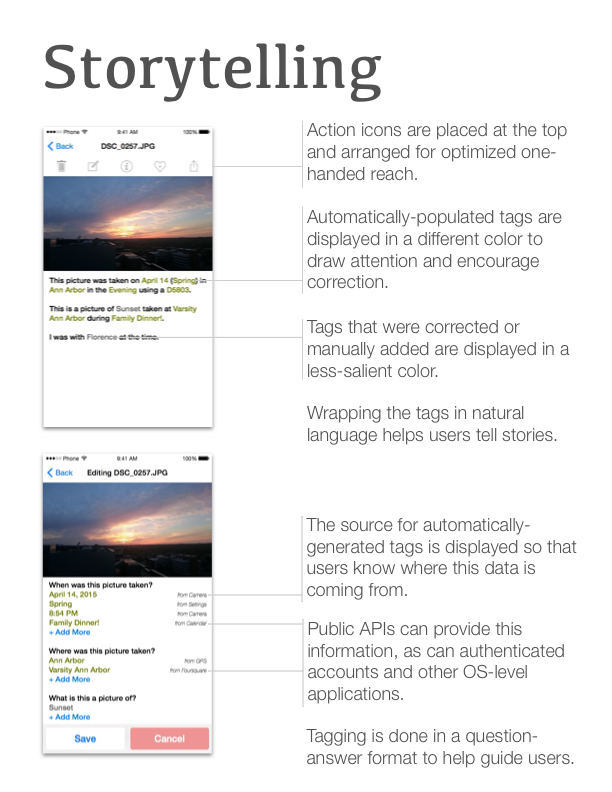 Storytelling
•••○○ Phone 9:41 AM 100%
Back DSC_0257.JPG
This picture was taken on April 14 (Spring) in
Ann Arbor in the Evening using a D5803.
This is a picture of Sunset taken at Varsity
Ann Arbor during Family Dinner!.
I was with Florence at the time.
Action icons are placed at the top
and arranged for optimized one-
handed reach.
Automatically-populated tags are
displayed in a different color to
draw attention and encourage
correction.
Tags that were corrected or
manually added are displayed in a
less-salient color.
Wrapping the tags in natural
language helps users tell stories.
•••○○ Phone 9:41 AM 100%
Back Editing DSC_0257.JPG
When was this picture taken?
April 14, 2015 from Camera
Spring from Settings
8:54 PM from Camera
Family Dinner! from Calendar
+ Add More
Where was this picture taken?
Ann Arbor from GPS
Varsity Ann Arbor from Foursquare
+ Add More
What is this a picture of?
Sunset
+ Add More
Save Cancel
The source for automatically-
generated tags is displayed so that
users know where this data is
coming from.
Public APIs can provide this
information, as can authenticated
accounts and other OS-level
applications.
Tagging is done in a question-
answer format to help guide users.